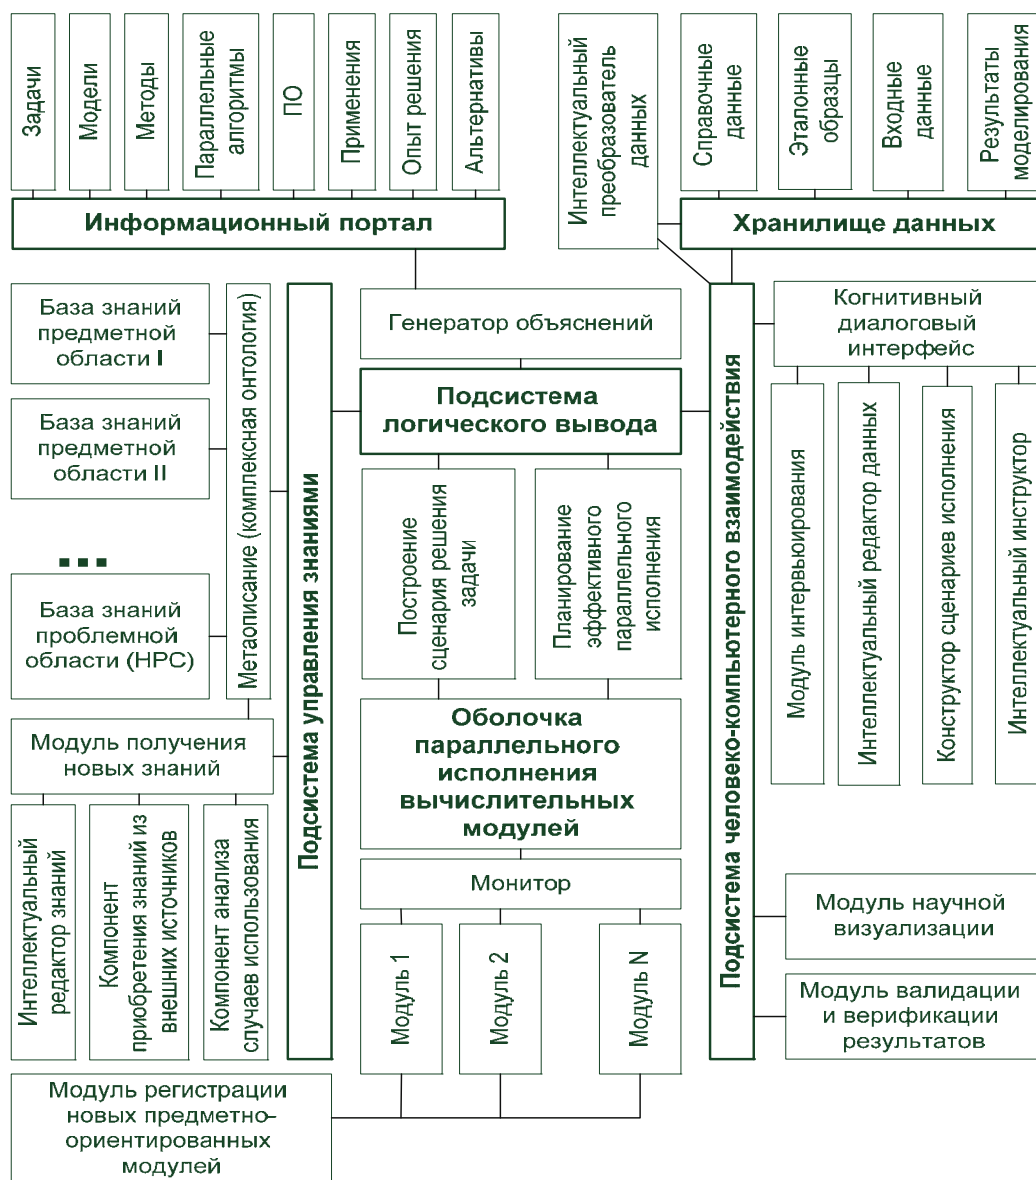 Задачи
Модели
Методы
Параллельные
алгоритмы
ПО
Применения
Опыт решения
Альтернативы
Информационный портал
Интеллектуальный
преобразователь
данных
Справочные
данные
Эталонные
образцы
Входные
данные
Результаты
моделирования
Хранилище данных
База знаний
предметной
области I
База знаний
предметной
области II
...
База знаний
проблемной
области (HPC)
Метаописание (комплексная онтология)
Модуль получения
новых знаний
Интеллектуальный
редактор знаний
Компонент
приобретения знаний из
внешних источников
Компонент анализа
случаев использования
Подсистема управления знаниями
Генератор объяснений
Подсистема
логического вывода
Построение
сценария решения
задачи
Планирование
эффективного
параллельного
исполнения
Оболочка
параллельного
исполнения
вычислительных
модулей
Монитор
Модуль 1
Модуль 2
Модуль N
Модуль регистрации
новых предметно-
ориентированных
модулей
Подсистема человеко-компьютерного взаимодействия
Когнитивный
диалоговый
интерфейс
Модуль интервьюирования
Интеллектуальный редактор данных
Конструктор сценариев исполнения
Интеллектуальный инструктор
Модуль научной
визуализации
Модуль валидации
и верификации
результатов